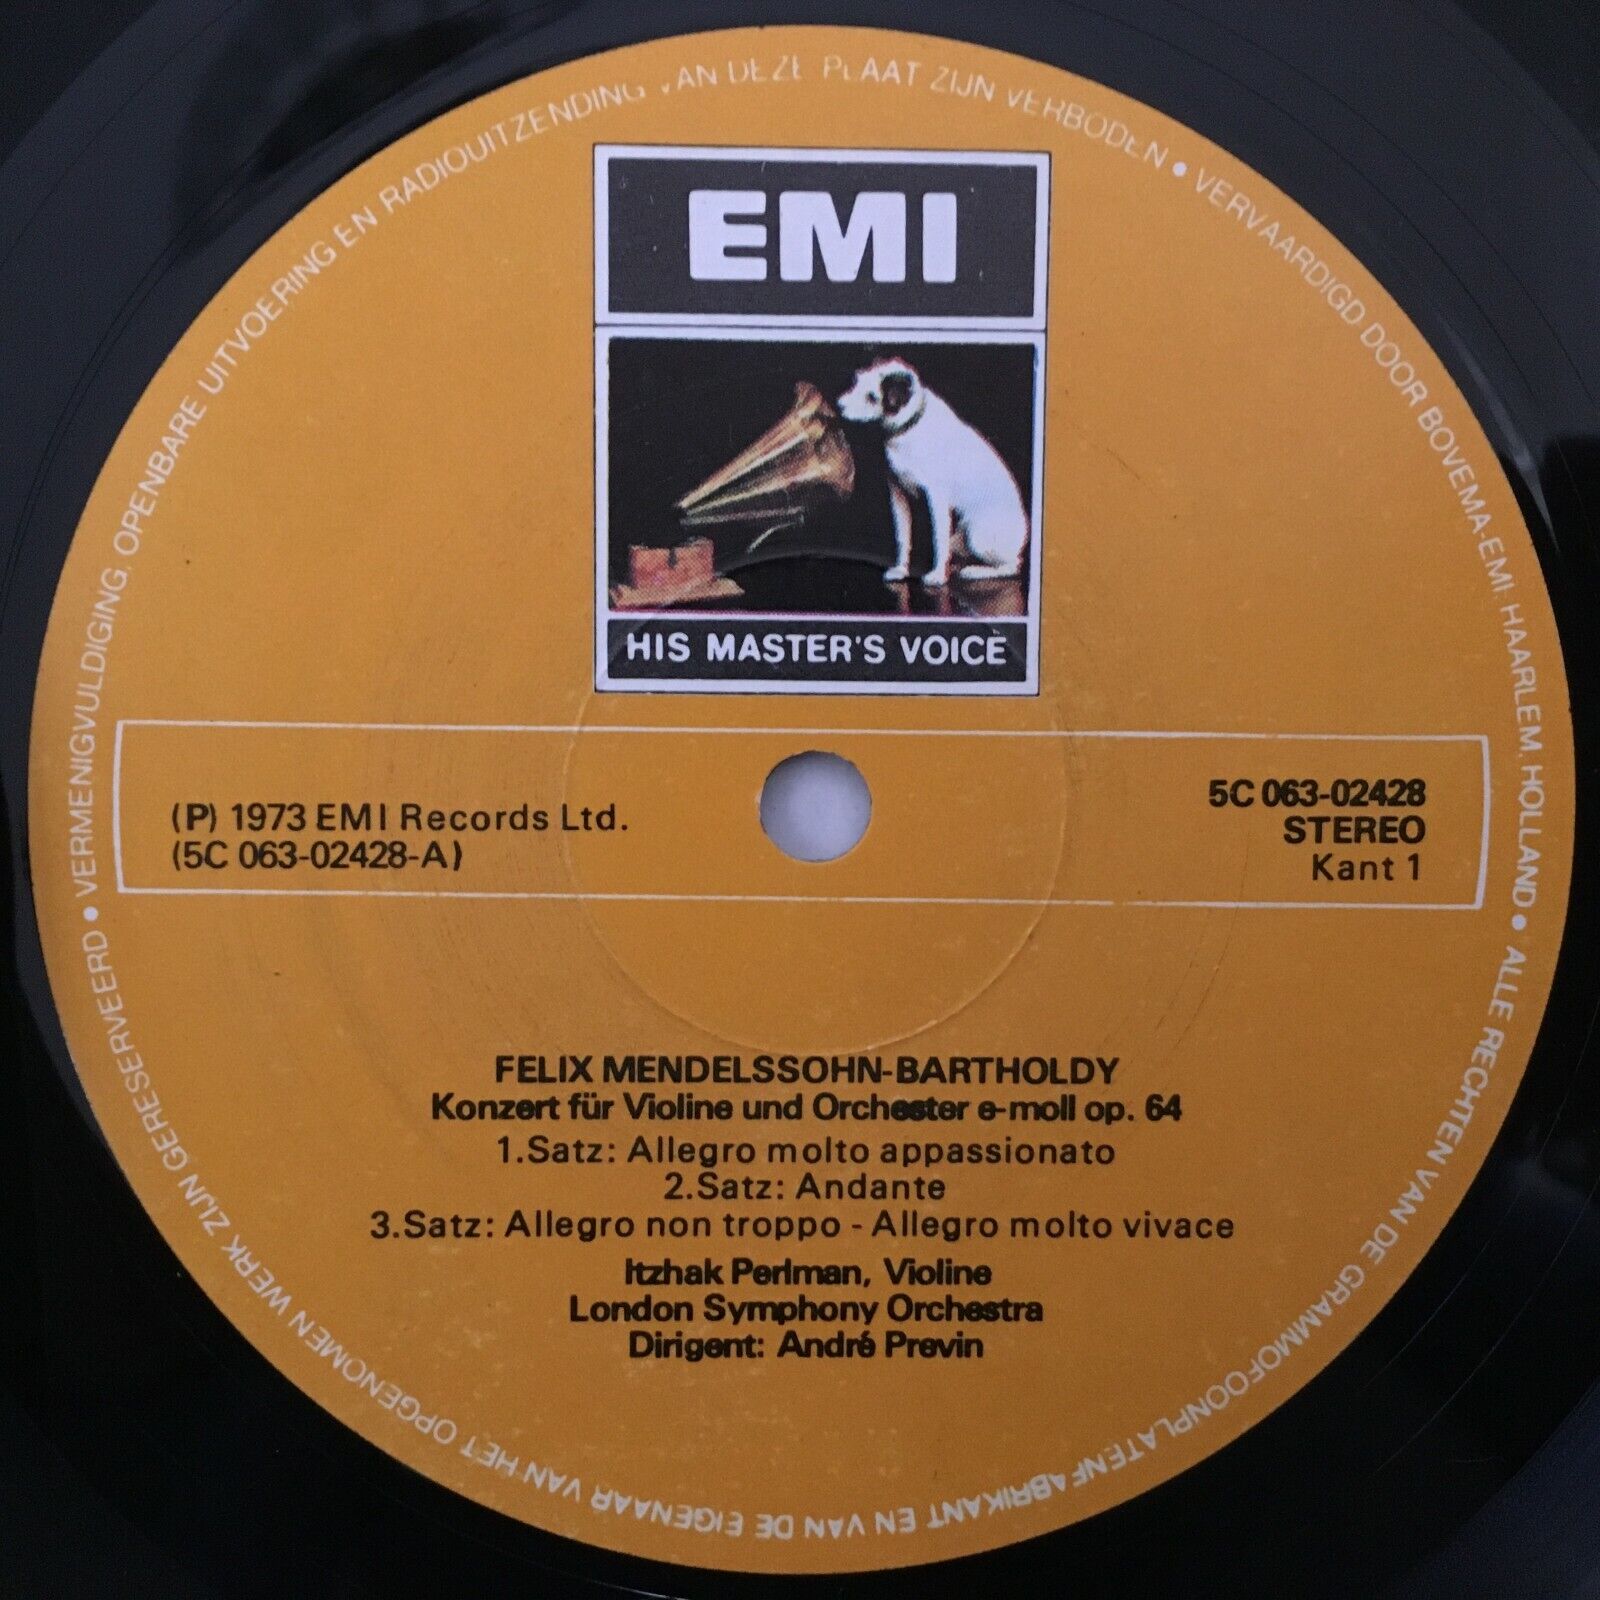 EMI
HIS MASTER'S VOICE
(P) 1973 EMI Records Ltd.
(5C 063-02428-A)
5C 063-02428
STEREO
Kant 1
FELIX MENDELSSOHN-BARTHOLDY
Konzert für Violine und Orchester e-moll op. 64
1.Satz: Allegro molto appassionato
2.Satz: Andante
3.Satz: Allegro non troppo - Allegro molto vivace
Itzhak Perlman, Violine
London Symphony Orchestra
Dirigent: André Previn
• VERVAARDIGD DOOR BOVEMA-EMI, HAARLEM, HOLLAND • ALLE RECHTEN VAN DE GRAMMOFOONPLATENFABRIKANT EN VAN DE EIGENAAR VAN HET OPGENOMEN WERK ZIJN GERESERVEERD • VERMENIGVULDIGING, OPENBARE UITVOERING EN RADIOUITZENDING VAN DEZE PLAAT ZIJN VERBODEN